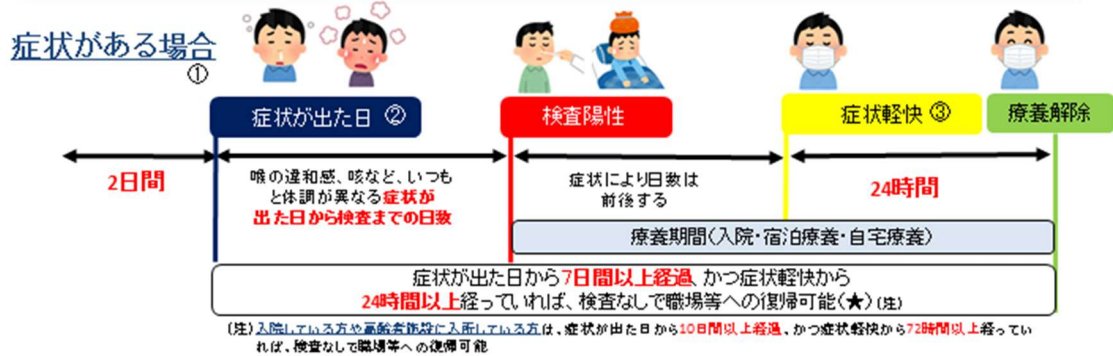 症状がある場合
①
症状が出た日 ②
検査陽性
症状軽快 ③
療養解除
2日間
喉の違和感、咳など、いつも
と体調が異なる症状が
出た日から検査までの日数
症状により日数は
前後する
24時間
療養期間(入院・宿泊療養・自宅療養)
症状が出た日から7日間以上経過、かつ症状軽快から
24時間以上経っていれば、検査なしで職場等への復帰可能(★)(注)
(注)入院している方や高齢者施設に入所している方は、症状が出た日から10日間以上経過、かつ症状軽快から72時間以上経ってい
れば、検査なしで職場等への復帰可能